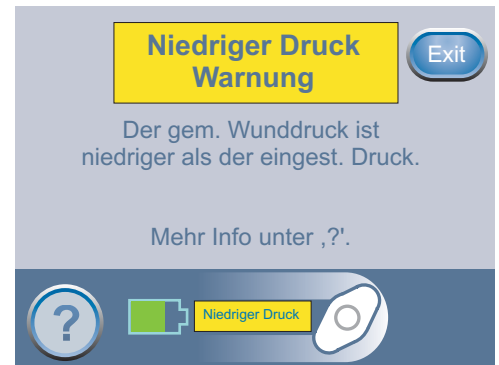 Niedriger Druck
Warnung
Exit
Der gem. Wunddruck ist
niedriger als der eingest. Druck.
Mehr Info unter ‚?'.
?
Niedriger Druck